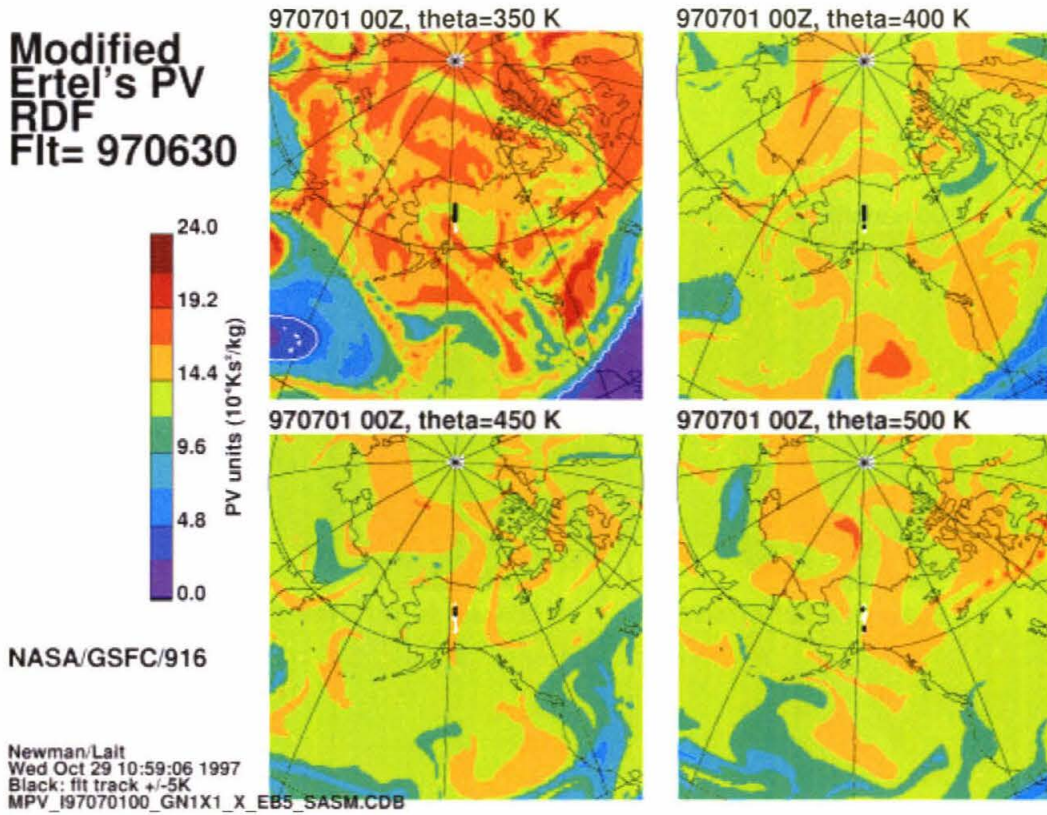 Modified
Ertel's PV
RDF
Flt= 970630
24.0
19.2
14.4
9.6
4.8
0.0
PV units (10⁻⁶Ks²/kg)
NASA/GSFC/916
Newman/Lait
Wed Oct 29 10:59:06 1997
Black: flt track +/-5K
MPV_I97070100_GN1X1_X_EB5_SASM.CDB
970701 00Z, theta=350 K
970701 00Z, theta=400 K
970701 00Z, theta=450 K
970701 00Z, theta=500 K